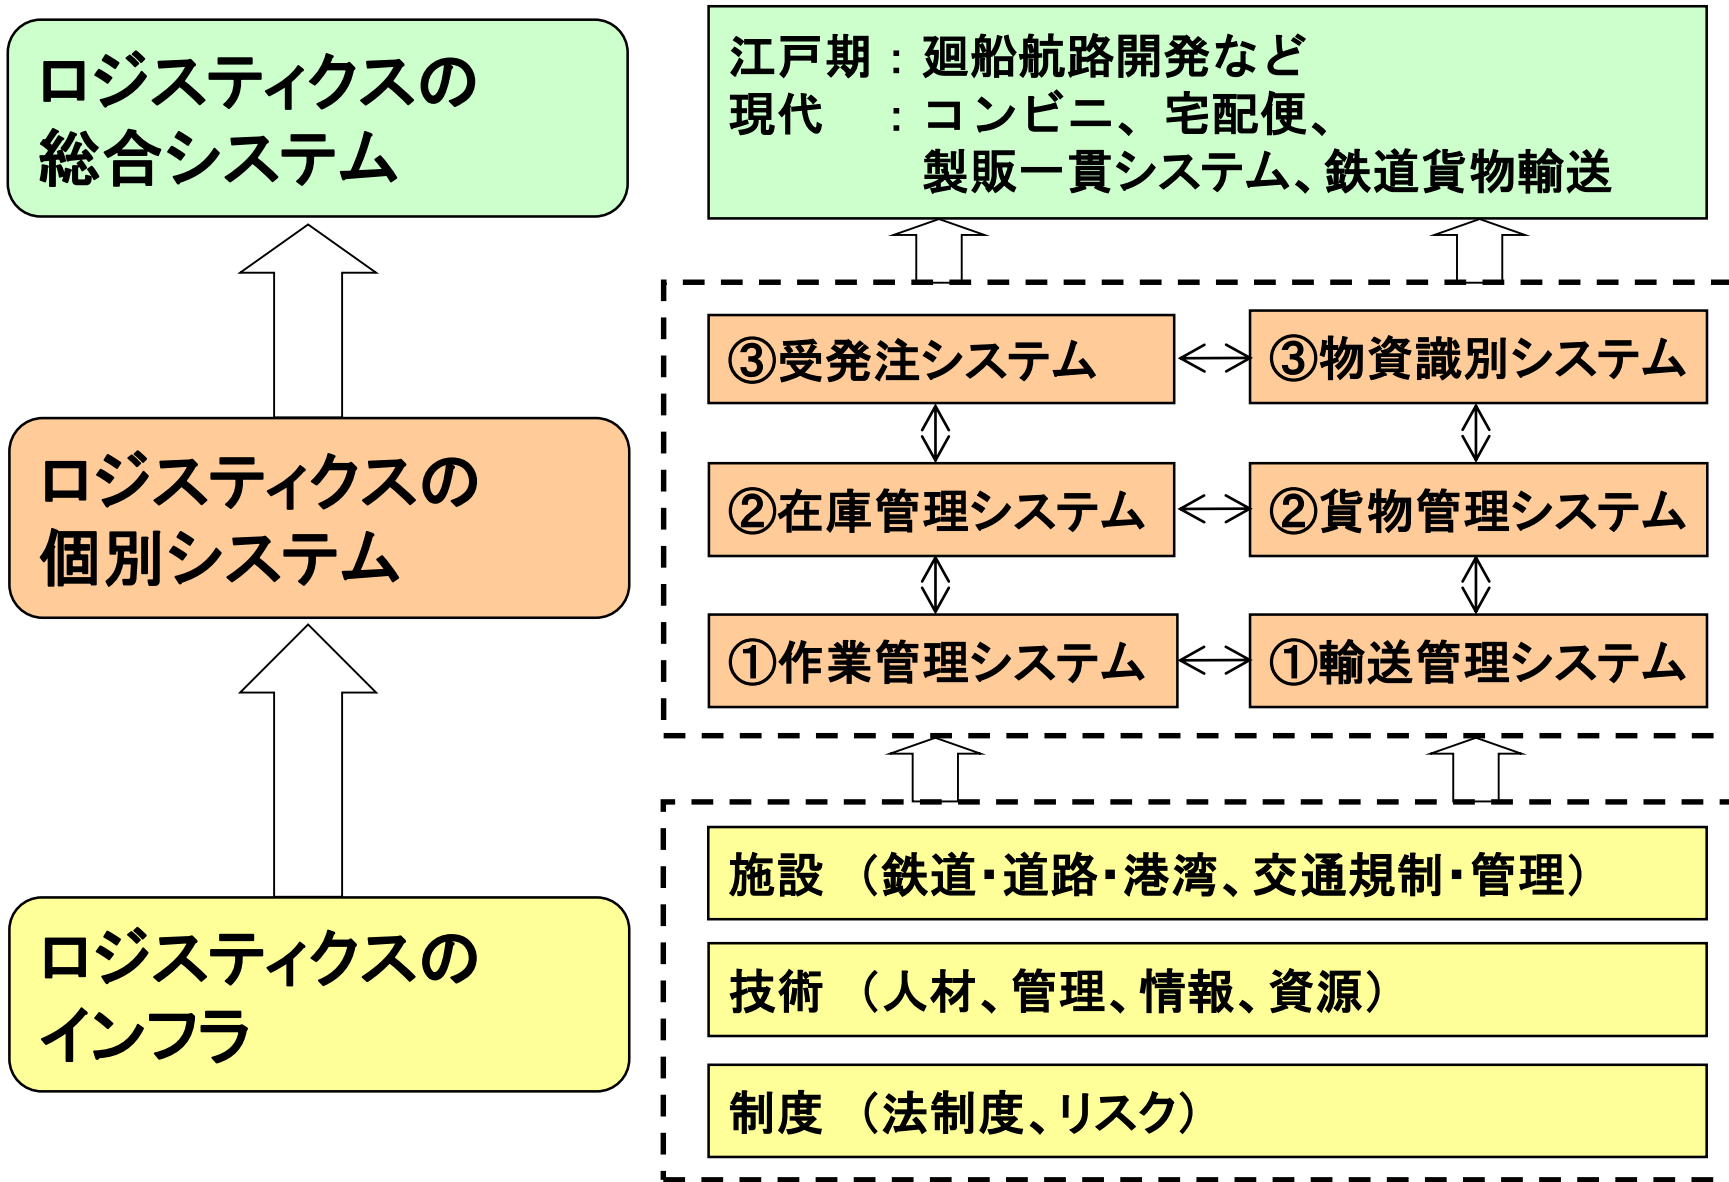 ロジスティクスの
総合システム
江戸期：廻船航路開発など
現代　：コンビニ、宅配便、
製販一貫システム、鉄道貨物輸送
ロジスティクスの
個別システム
③受発注システム
③物資識別システム
②在庫管理システム
②貨物管理システム
①作業管理システム
①輸送管理システム
ロジスティクスの
インフラ
施設　（鉄道・道路・港湾、交通規制・管理）
技術　（人材、管理、情報、資源）
制度　（法制度、リスク）